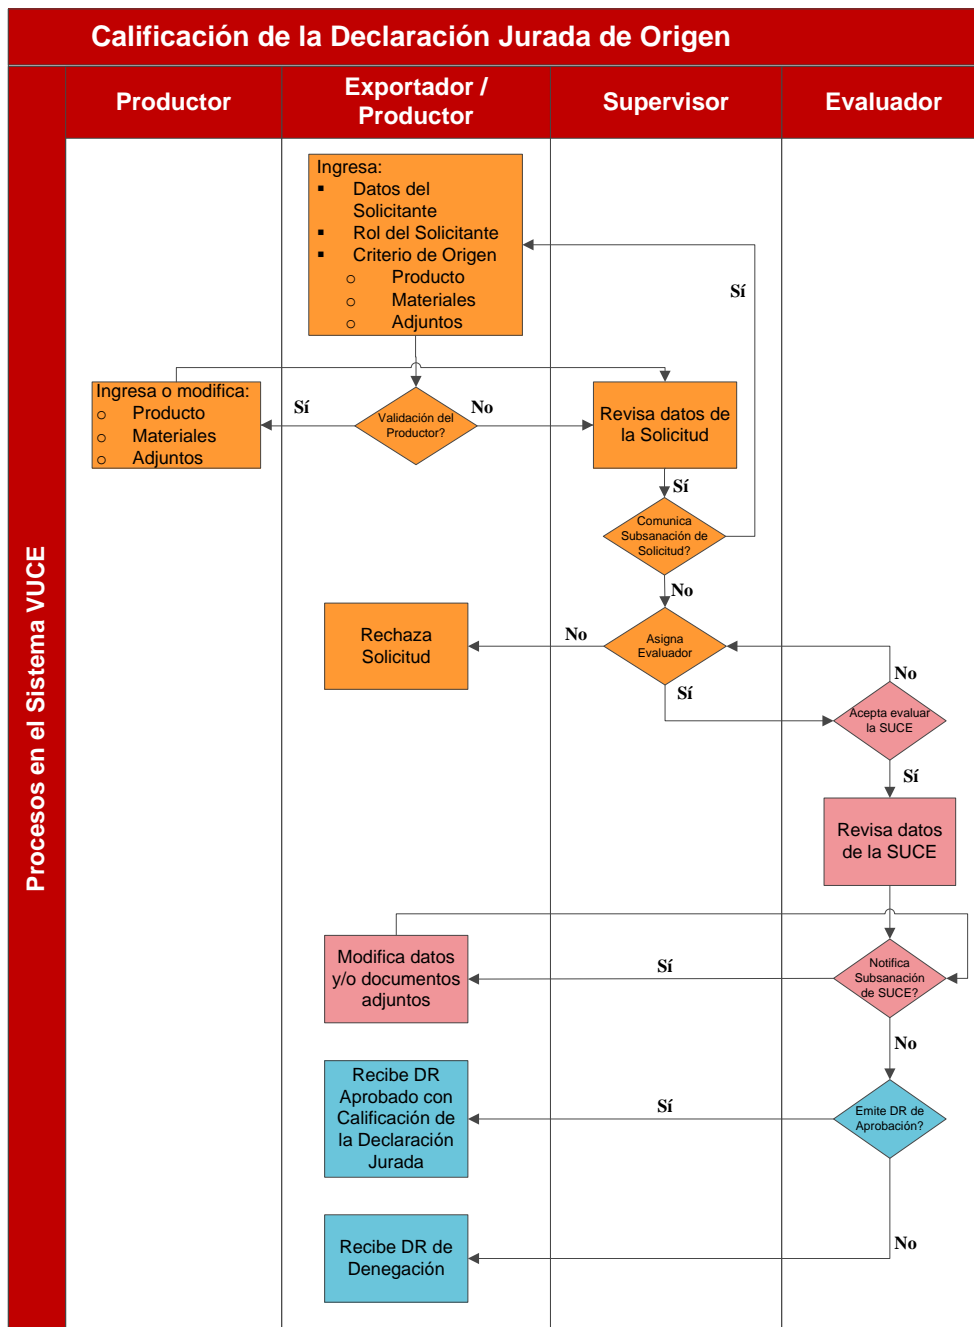 Calificación de la Declaración Jurada de Origen
Procesos en el Sistema VUCE
Productor
Exportador /
Productor
Supervisor
Evaluador
Ingresa:
▪ Datos del
Solicitante
▪ Rol del Solicitante
▪ Criterio de Origen
o Producto
o Materiales
o Adjuntos
Sí
Ingresa o modifica:
o Producto
o Materiales
o Adjuntos
Sí
Validación del
Productor?
No
Revisa datos de
la Solicitud
Sí
Comunica
Subsanación de
Solicitud?
No
Rechaza
Solicitud
No
Asigna
Evaluador
Sí
No
Acepta evaluar
la SUCE
Sí
Revisa datos
de la SUCE
Modifica datos
y/o documentos
adjuntos
Sí
Notifica
Subsanación
de SUCE?
No
Recibe DR
Aprobado con
Calificación de
la Declaración
Jurada
Sí
Emite DR de
Aprobación?
No
Recibe DR de
Denegación